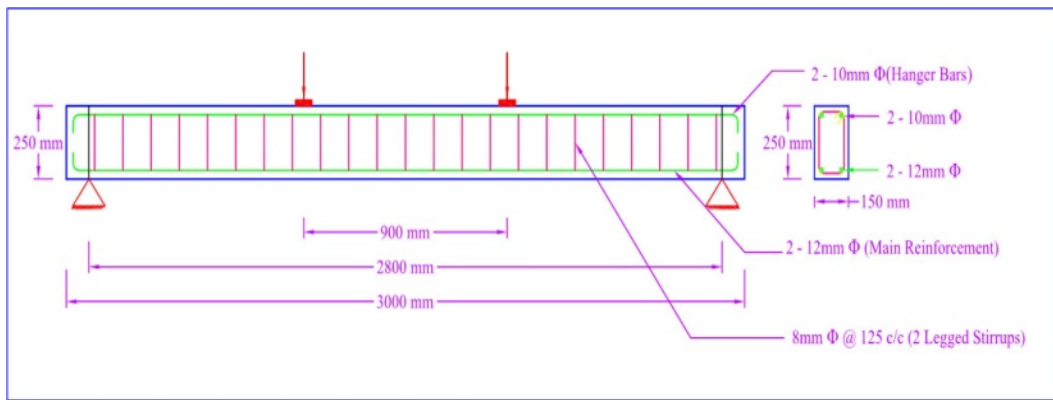 2 - 10mm Φ(Hanger Bars)
250 mm
250 mm
2 - 10mm Φ
2 - 12mm Φ
150 mm
900 mm
2 - 12mm Φ (Main Reinforcement)
2800 mm
3000 mm
8mm Φ @ 125 c/c (2 Legged Stirrups)